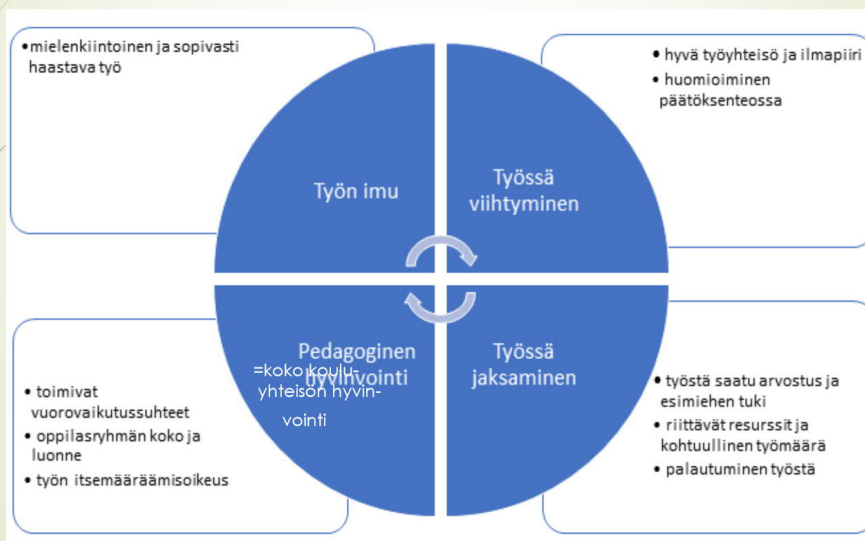 •mielenkiintoinen ja sopivasti
haastava työ
• hyvä työyhteisö ja ilmapiiri
• huomioiminen
päätöksenteossa
Työn imu
Työssä
viihtyminen
Pedagoginen
hyvinvointi
=koko koulu-
yhteisön hyvin-
vointi
Työssä
jaksaminen
• toimivat
vuorovaikutussuhteet
• oppilasryhmän koko ja
luonne
• työn itsemääräämisoikeus
• työstä saatu arvostus ja
esimiehen tuki
• riittävät resurssit ja
kohtuullinen työmäärä
• palautuminen työstä